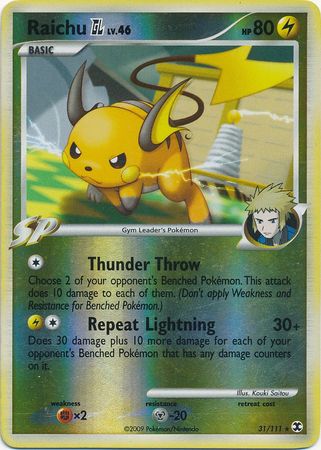 Raichu GL LV.46 HP 80
BASIC
SP
Gym Leader's Pokémon
Thunder Throw
Choose 2 of your opponent's Benched Pokémon. This attack
does 10 damage to each of them. (Don't apply Weakness and
Resistance for Benched Pokémon.)
Repeat Lightning 30+
Does 30 damage plus 10 more damage for each of your
opponent's Benched Pokémon that has any damage counters
on it.
Illus. Kouki Saitou
weakness resistance retreat cost
×2 -20
©2009 Pokémon/Nintendo 31/111 ★